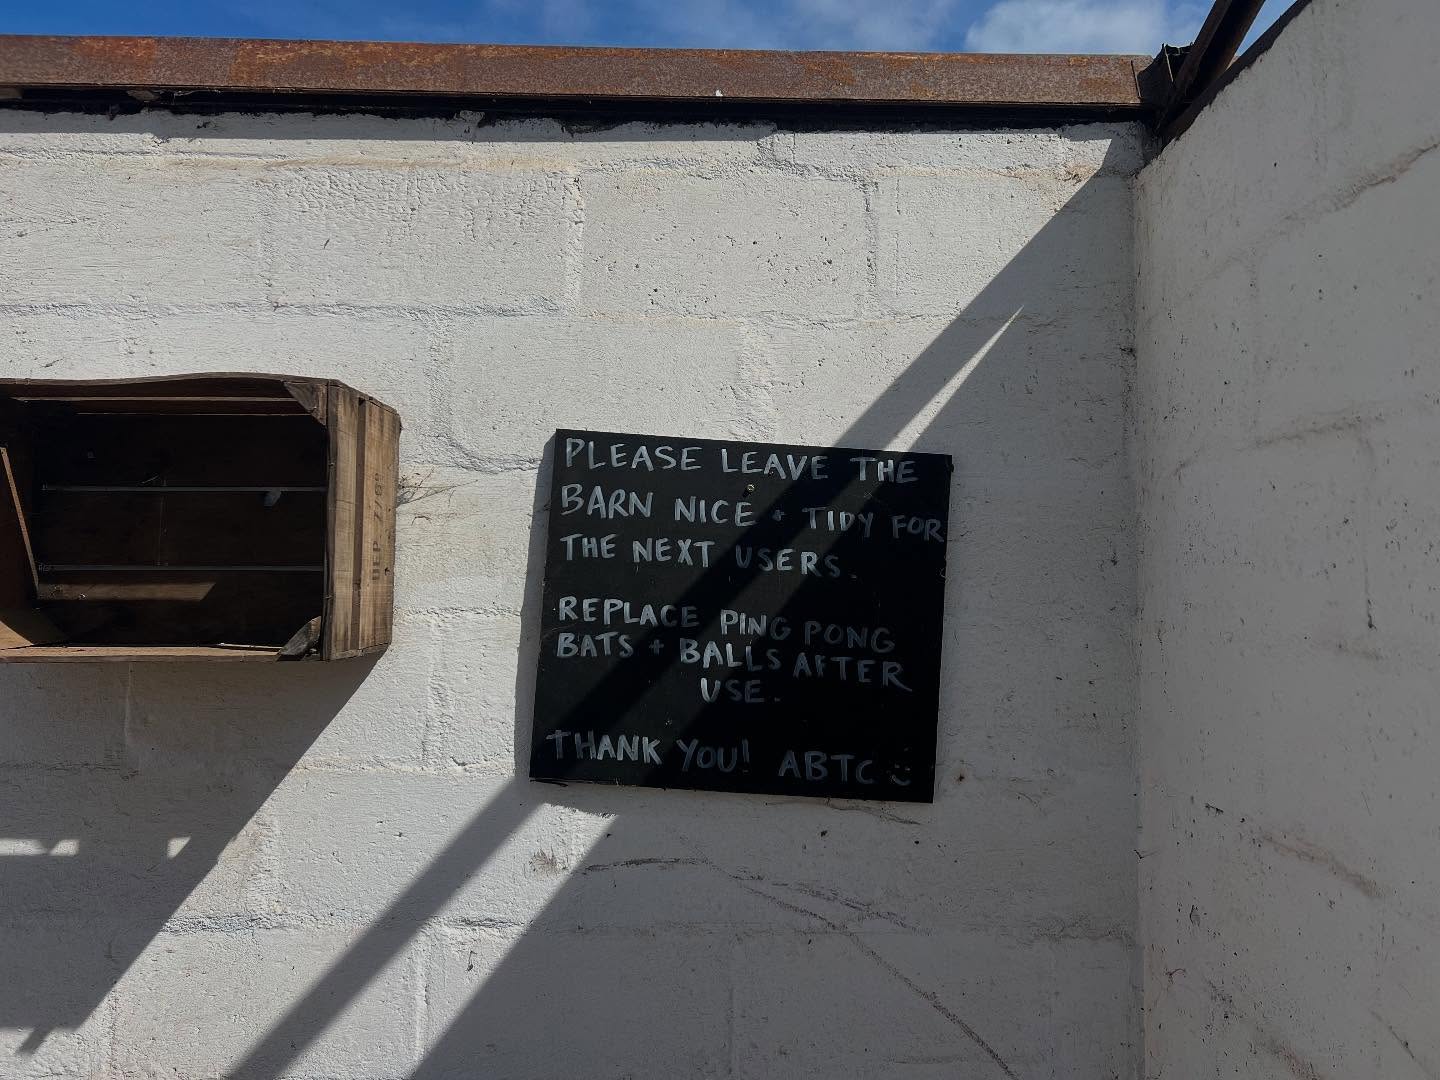 PLEASE LEAVE THE
BARN NICE + TIDY FOR
THE NEXT USERS.
REPLACE PING PONG
BATS + BALLS AFTER
USE.
THANK YOU! ABTC